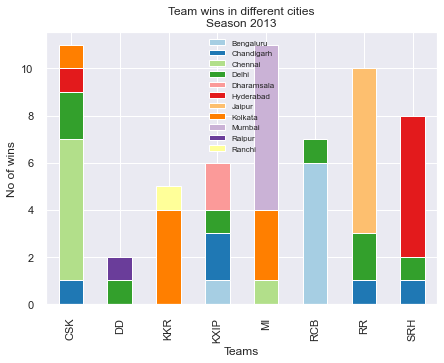 Team wins in different cities
Season 2013
Bengaluru
Chandigarh
Chennai
Delhi
Dharamsala
Hyderabad
Jaipur
Kolkata
Mumbai
Raipur
Ranchi
No of wins
10
8
6
4
2
0
CSK
DD
KKR
KXIP
MI
RCB
RR
SRH
Teams